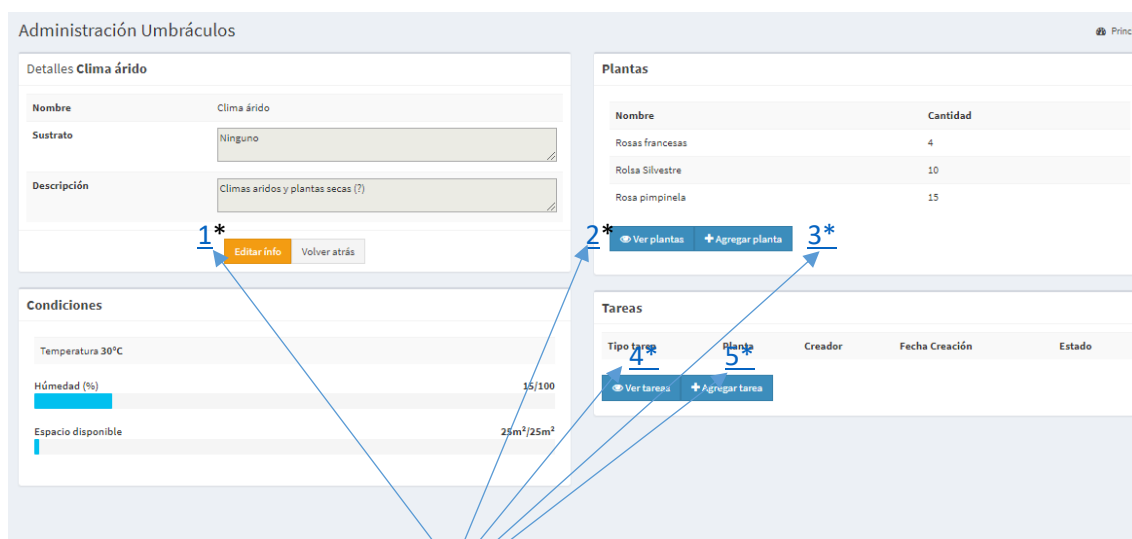 Administración Umbráculos
Princ
Detalles Clima árido
Nombre Clima árido
Sustrato Ninguno
Descripción Climas aridos y plantas secas (?)
1*
Editar ínfo Volver atrás
Condiciones
Temperatura 30ºC
Húmedad (%) 15/100
Espacio disponible 25m²/25m²
Plantas
Nombre Cantidad
Rosas francesas 4
Rolsa Silvestre 10
Rosa pimpinela 15
2* Ver plantas Agregar planta 3*
Tareas
Tipo tarea Planta Creador Fecha Creación Estado
4* 5*
Ver tareas Agregar tarea